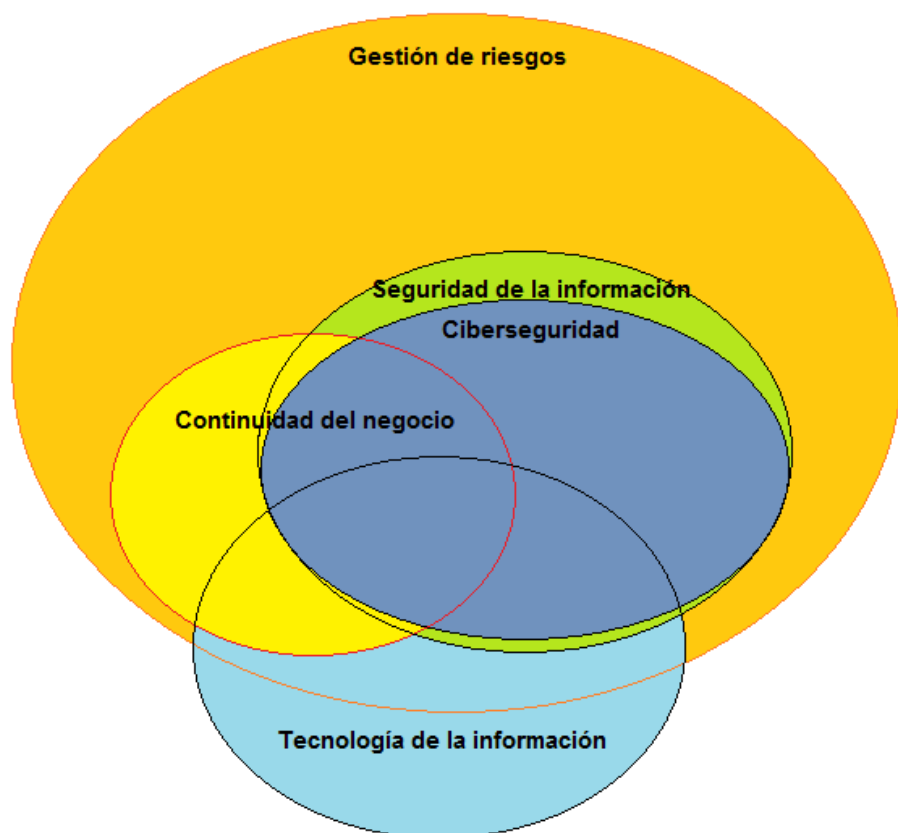 Gestión de riesgos
Seguridad de la información
Ciberseguridad
Continuidad del negocio
Tecnología de la información